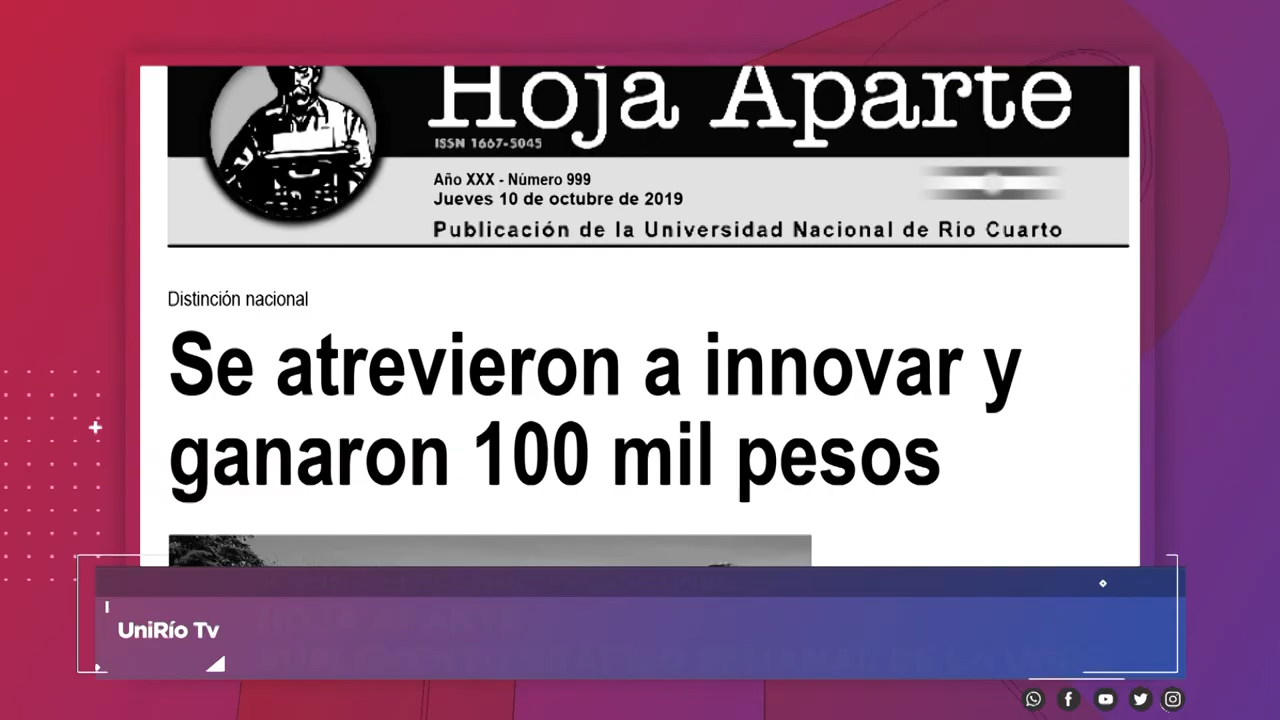 Hoja Aparte
ISSN 1667-5045
Año XXX - Número 999
Jueves 10 de octubre de 2019
Publicación de la Universidad Nacional de Rio Cuarto
Distinción nacional
Se atrevieron a innovar y
ganaron 100 mil pesos
UniRío Tv